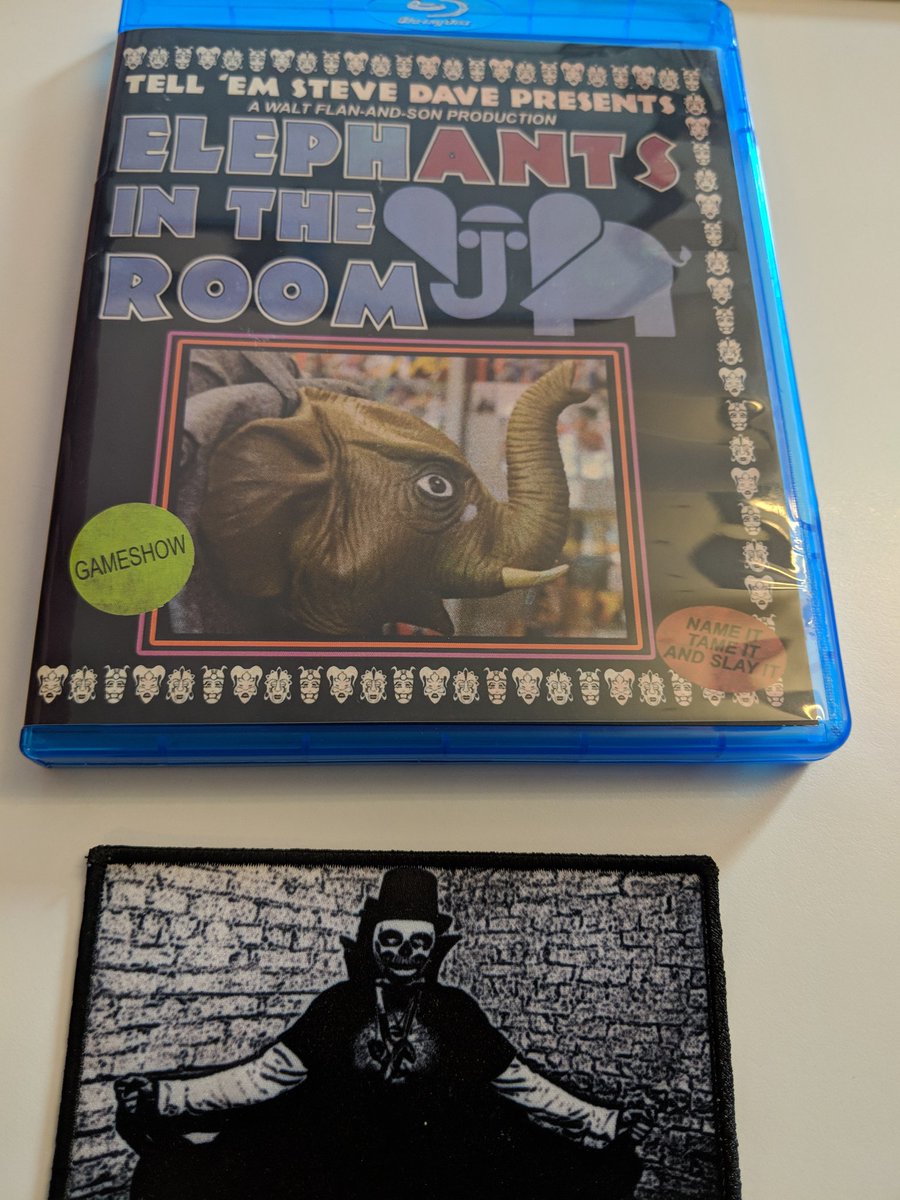 Blu-ray Disc
TELL 'EM STEVE DAVE PRESENTS
A WALT FLAN-AND-SON PRODUCTION
ELEPHANTS
IN THE
ROOM
GAMESHOW
NAME IT
TAME IT
AND SLAY IT